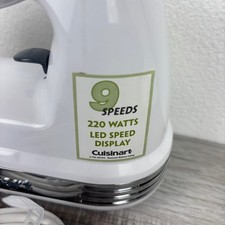 9
SPEEDS
220 WATTS
LED SPEED
DISPLAY
Cuisinart